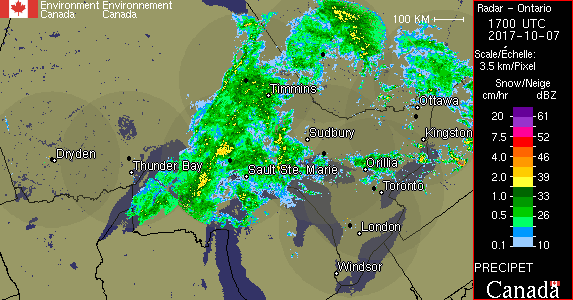 Environment Environnement
Canada Canada
100 KM
Timmins
Ottawa
Sudbury
Kingston
Dryden
Thunder Bay
Sault Ste. Marie
Orillia
Toronto
London
Windsor
Radar - Ontario
1700 UTC
2017-10-07
Scale/Échelle:
3.5 km/Pixel
Snow/Neige
cm/hr dBZ
20 61
7.5 57
5.0 52
4.0 46
2.0 39
1.0 33
0.5 26
0.1 10
PRECIPET
Canada